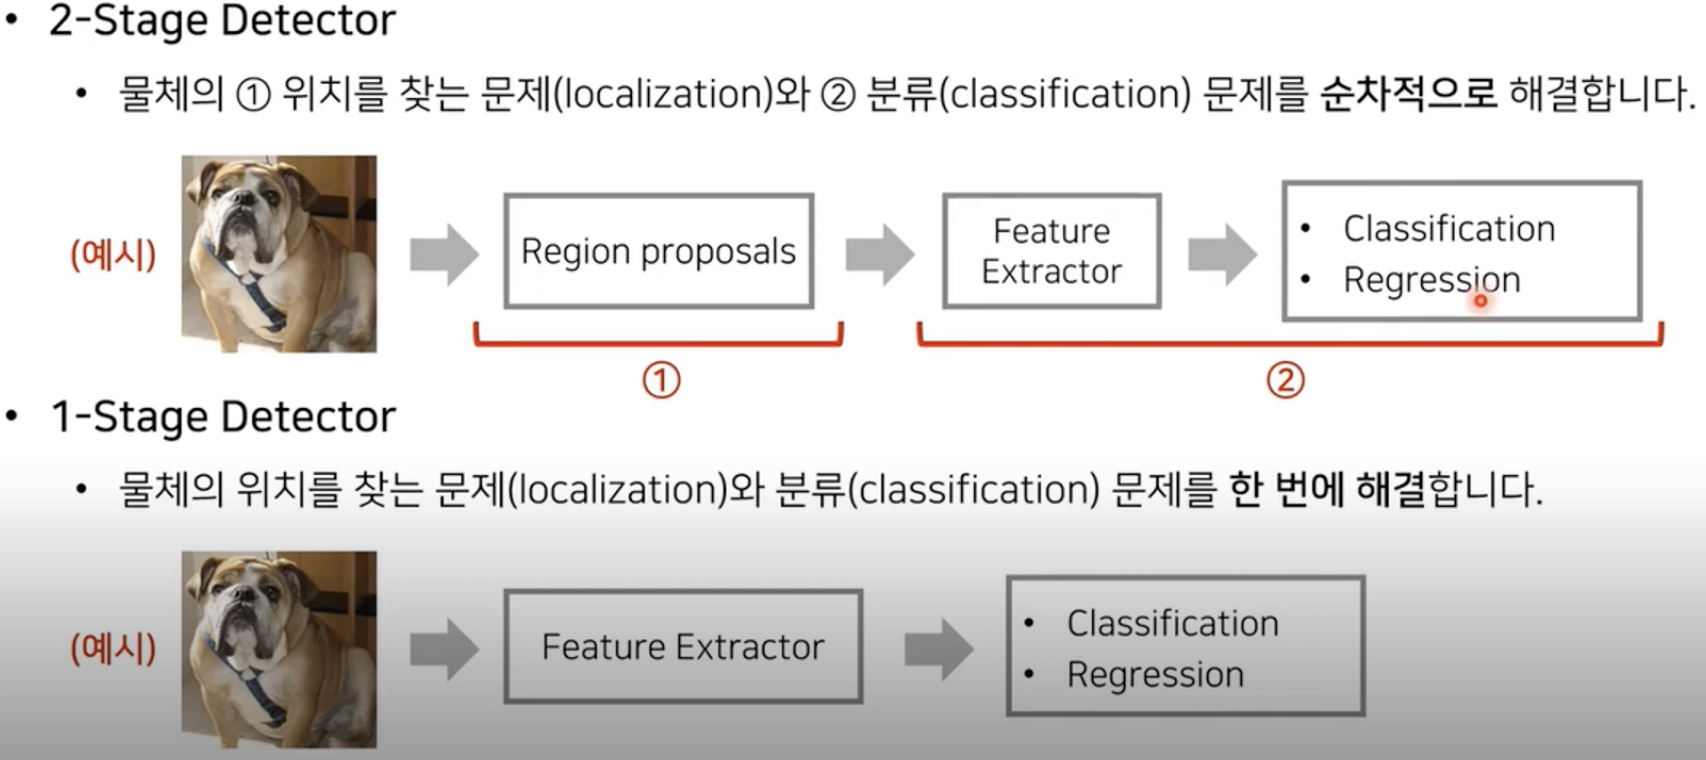 • 2-Stage Detector
• 물체의 ① 위치를 찾는 문제(localization)와 ② 분류(classification) 문제를 순차적으로 해결합니다.
(예시)
Region proposals
Feature
Extractor
• Classification
• Regression
①
②
• 1-Stage Detector
• 물체의 위치를 찾는 문제(localization)와 분류(classification) 문제를 한 번에 해결합니다.
(예시)
Feature Extractor
• Classification
• Regression